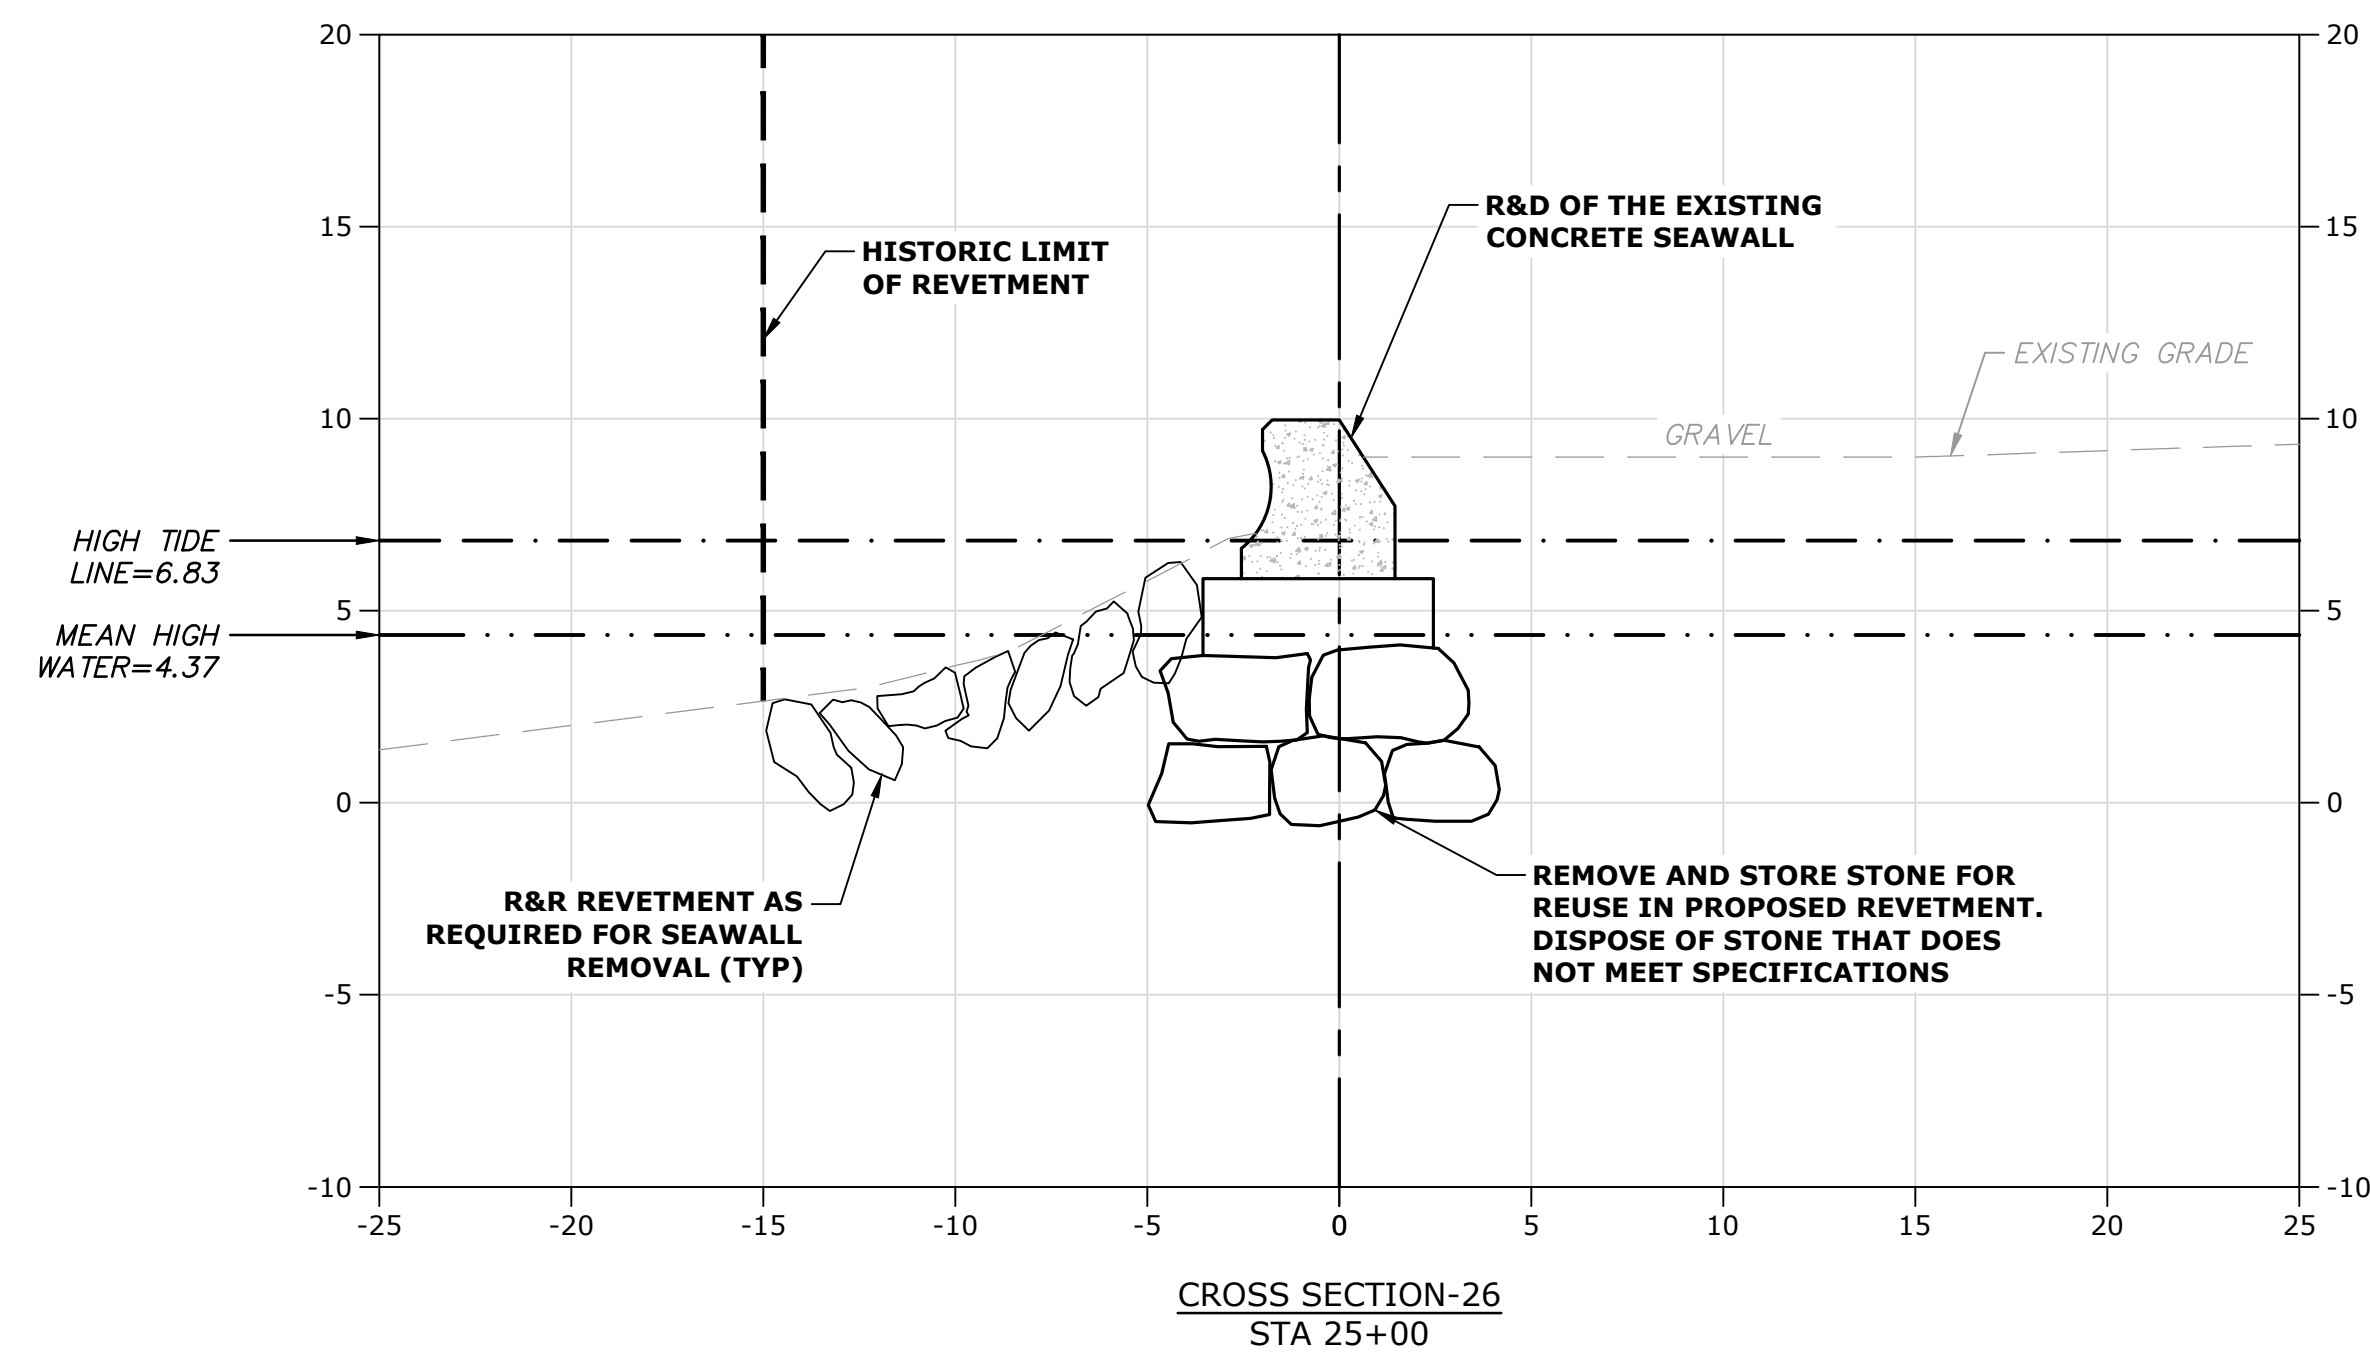 20
20
15
15
10
10
5
5
0
0
-5
-5
-10
-10
R&D OF THE EXISTING
CONCRETE SEAWALL
HISTORIC LIMIT
OF REVETMENT
EXISTING GRADE
GRAVEL
HIGH TIDE
LINE=6.83
MEAN HIGH
WATER=4.37
R&R REVETMENT AS
REQUIRED FOR SEAWALL
REMOVAL (TYP)
REMOVE AND STORE STONE FOR
REUSE IN PROPOSED REVETMENT.
DISPOSE OF STONE THAT DOES
NOT MEET SPECIFICATIONS
-25 -20 -15 -10 -5 0 5 10 15 20 25
CROSS SECTION-26
STA 25+00